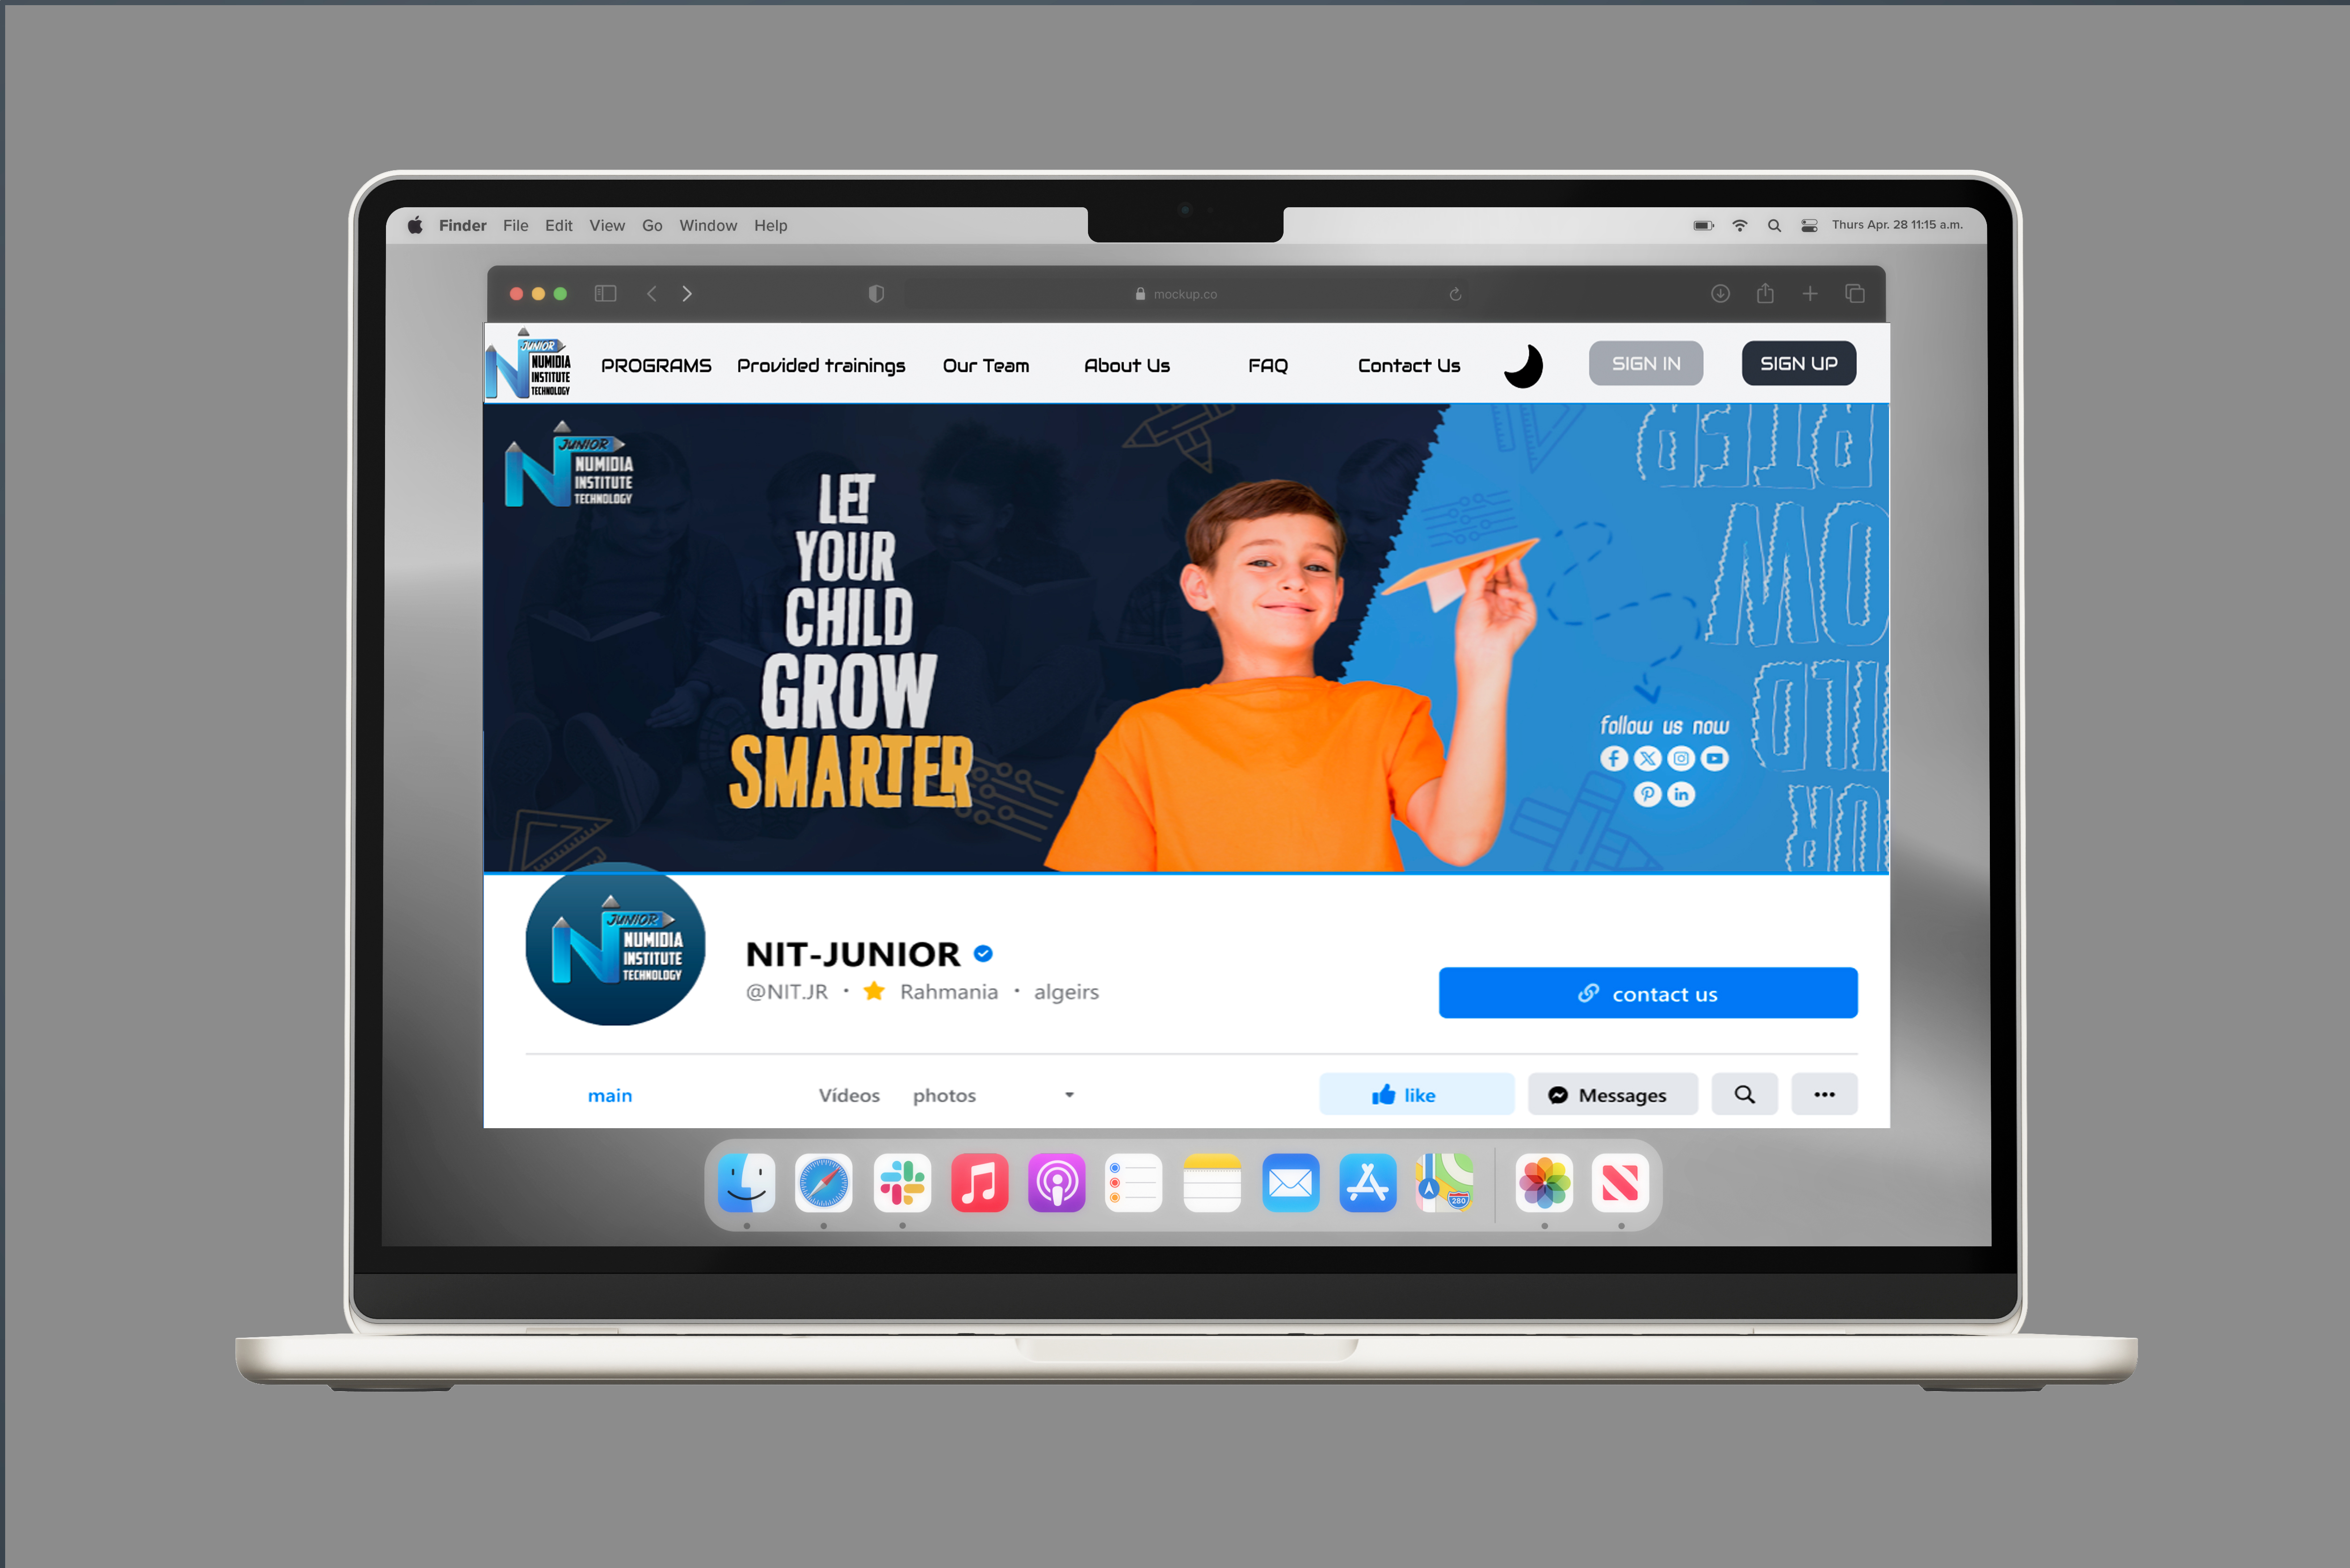 Finder File Edit View Go Window Help
Thurs Apr. 28 11:15 a.m.
mockup.co
JUNIOR
NUMIDIA
INSTITUTE
TECHNOLOGY
PROGRAMS Provided trainings Our Team About Us FAQ Contact Us SIGN IN SIGN UP
JUNIOR
NUMIDIA
INSTITUTE
TECHNOLOGY
LET
YOUR
CHILD
GROW
SMARTER
follow us now
JUNIOR
NUMIDIA
INSTITUTE
TECHNOLOGY
NIT-JUNIOR
@NIT.JR · Rahmania · algeirs
contact us
main Vídeos photos like Messages
280